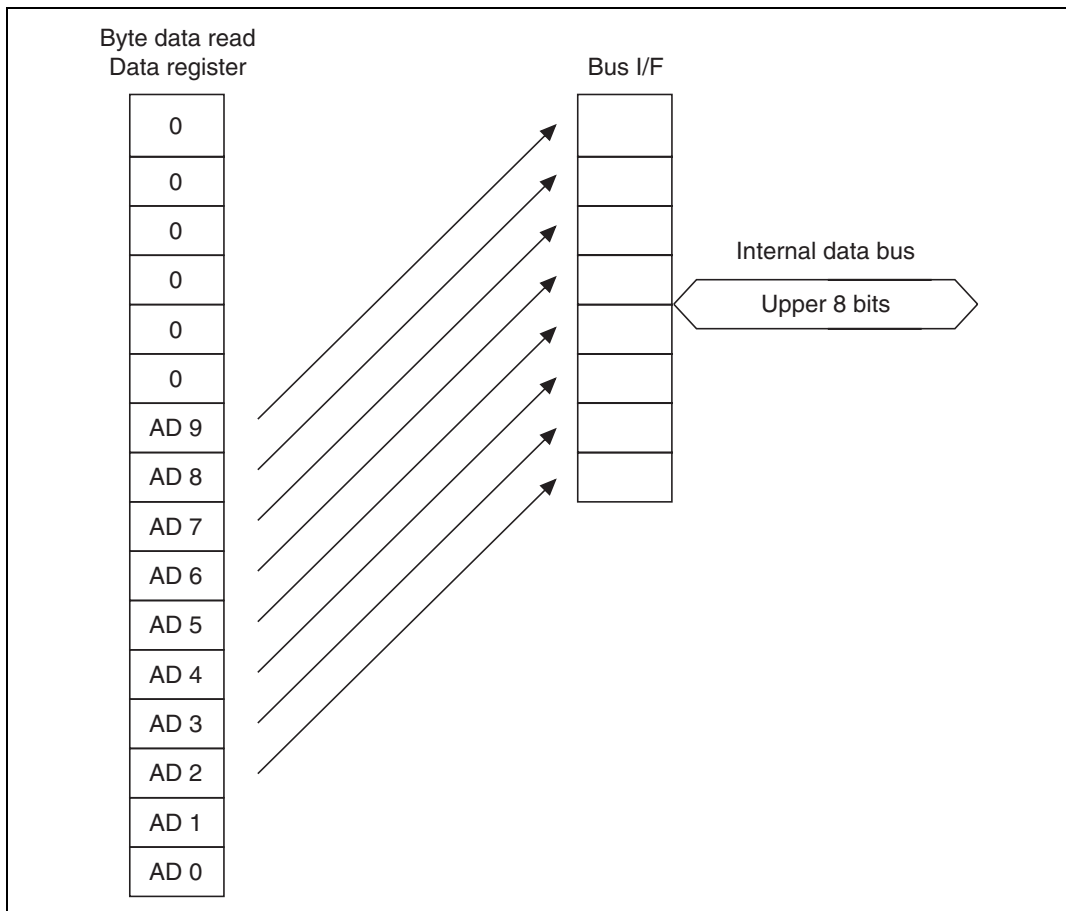 Byte data read
Data register
Bus I/F
0
0
0
0
0
0
AD 9
AD 8
AD 7
AD 6
AD 5
AD 4
AD 3
AD 2
AD 1
AD 0
Internal data bus
Upper 8 bits